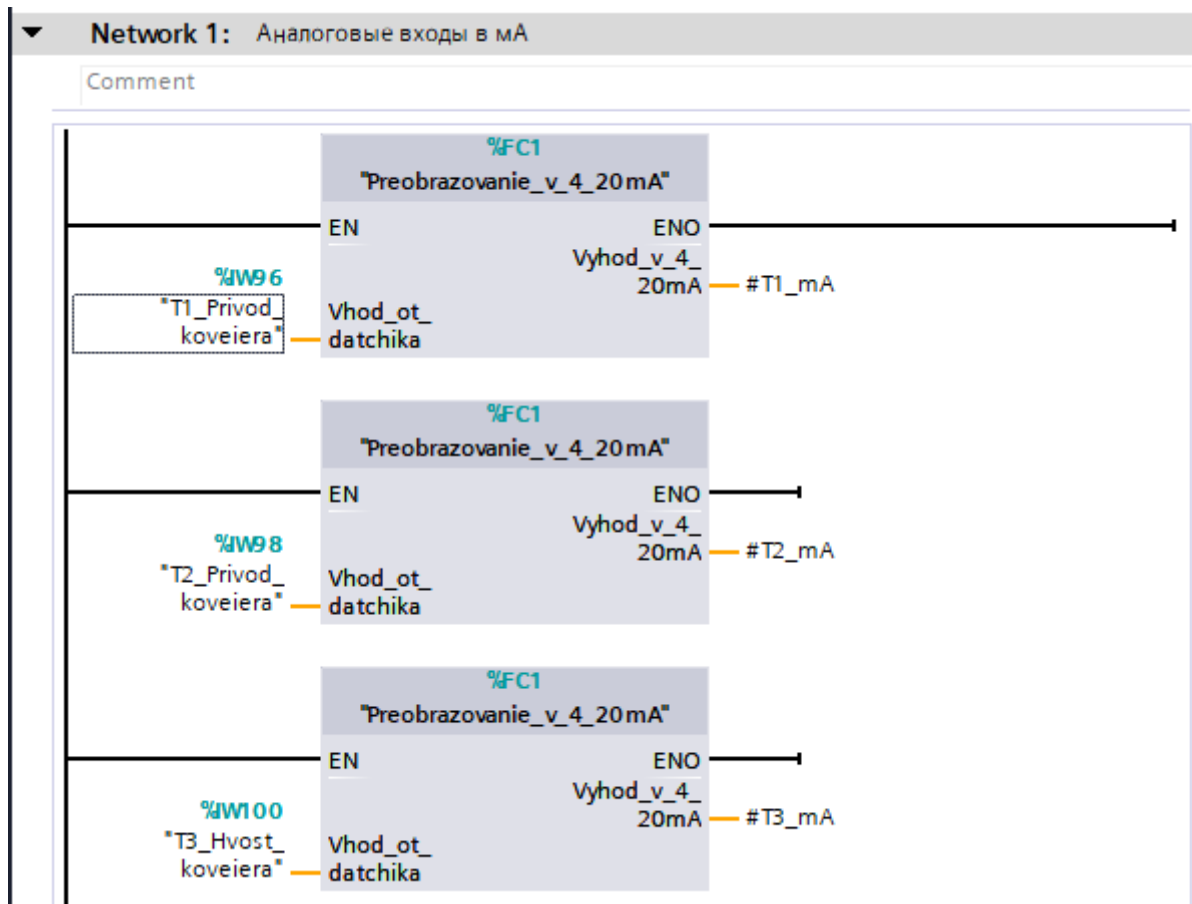 Network 1: Аналоговые входы в мА
Comment
%FC1
"Preobrazovanie_v_4_20mA"
EN
ENO
Vyhod_v_4_
20mA
#T1_mA
%IW96
"T1_Privod_
koveiera"
Vhod_ot_
datchika
%FC1
"Preobrazovanie_v_4_20mA"
EN
ENO
Vyhod_v_4_
20mA
#T2_mA
%IW98
"T2_Privod_
koveiera"
Vhod_ot_
datchika
%FC1
"Preobrazovanie_v_4_20mA"
EN
ENO
Vyhod_v_4_
20mA
#T3_mA
%IW100
"T3_Hvost_
koveiera"
Vhod_ot_
datchika